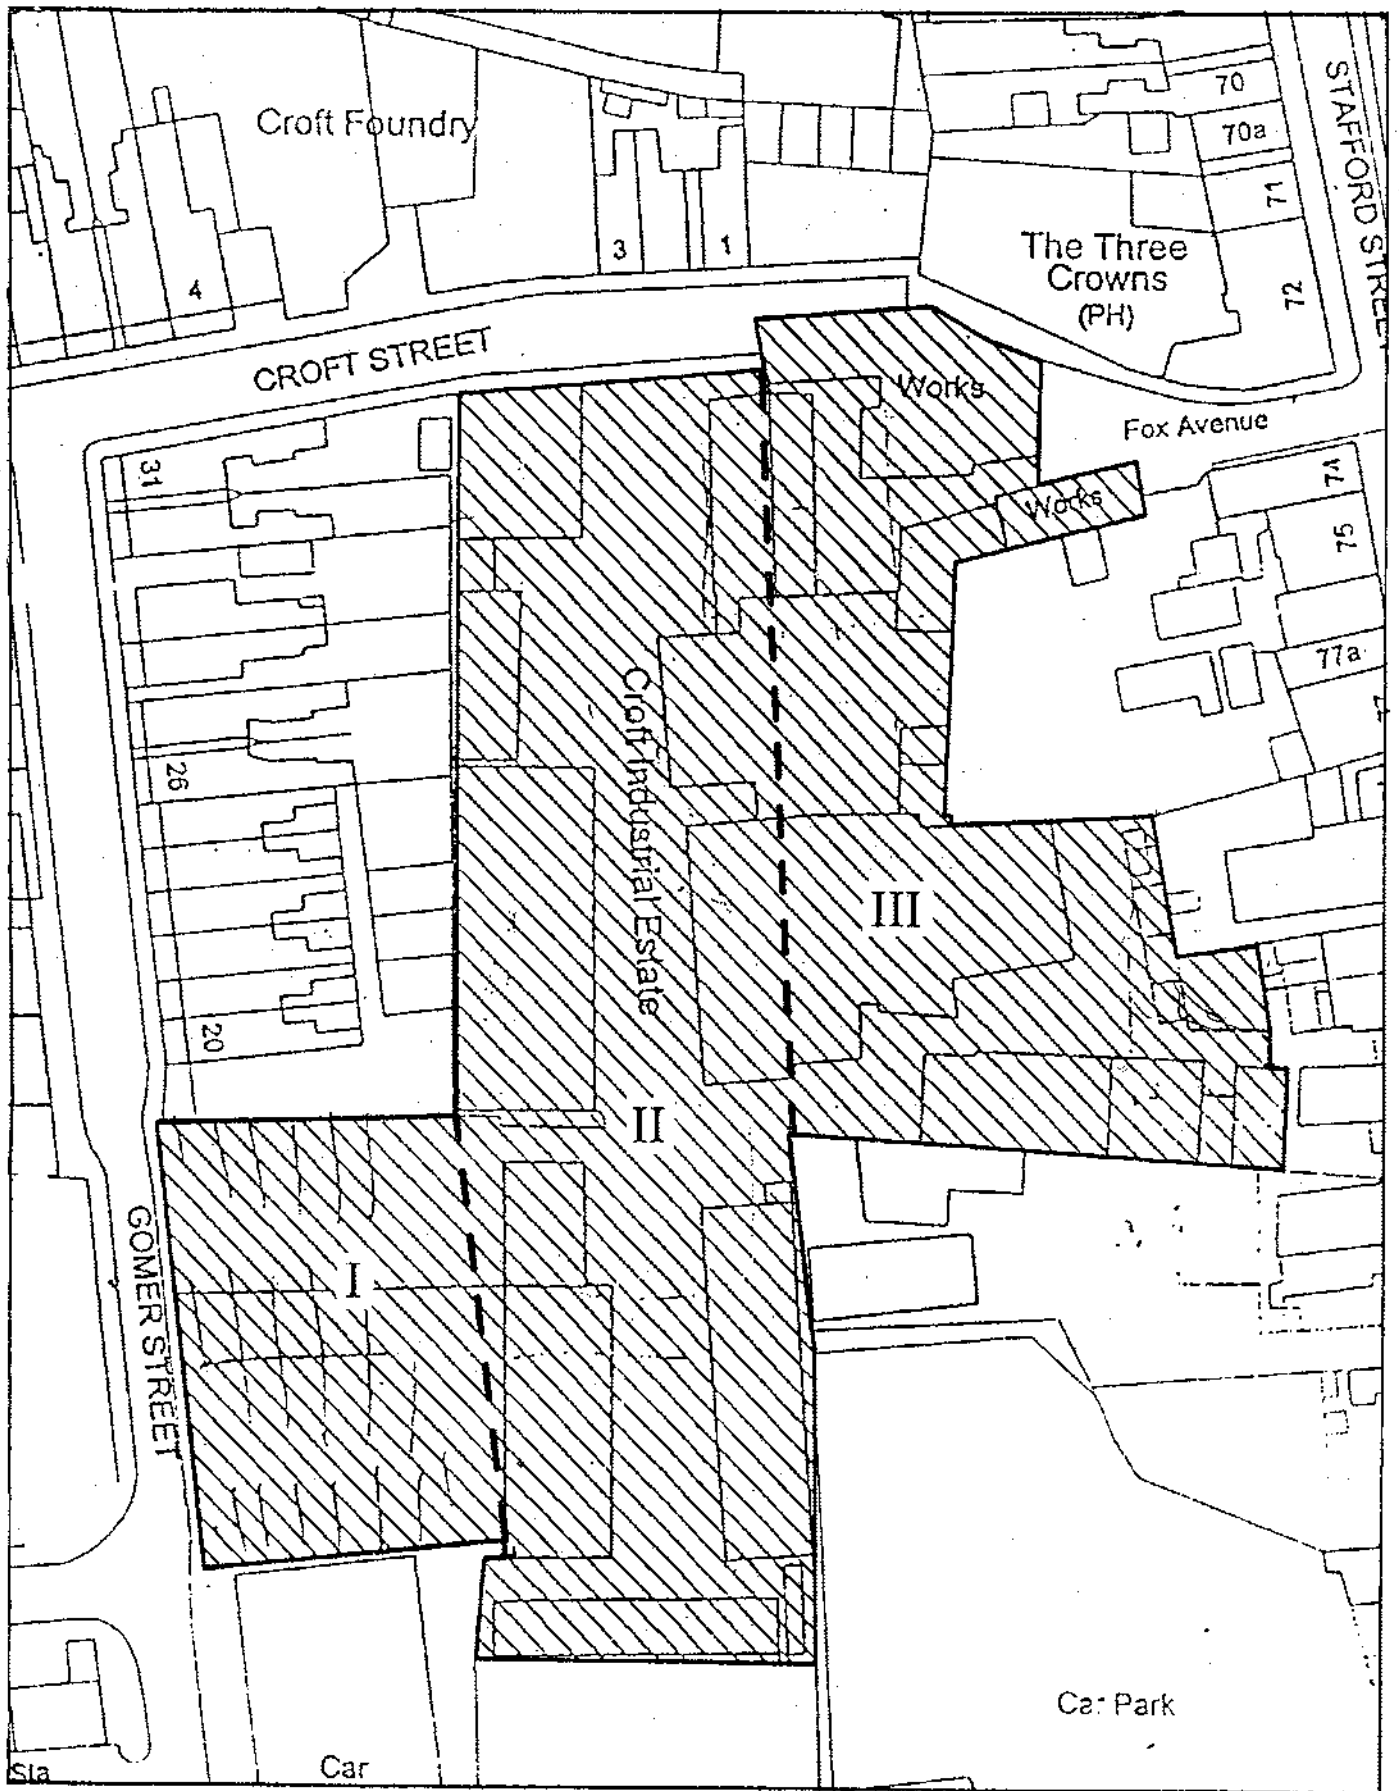 70
STAFFORD STREET
Croft Foundry
70a
71
3
1
The Three
Crowns
(PH)
72
4
CROFT STREET
Works
Fox Avenue
31
74
Works
75
77a
Croft Industrial Estate
26
III
20
II
GOMER STREET
I
Car Park
Car
Sta